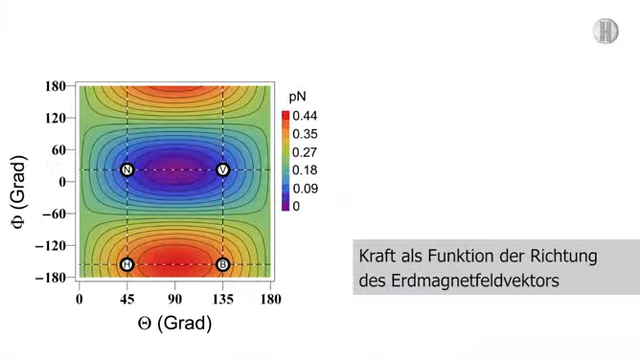 H
pN
180
120
60
0
−60
−120
−180
Φ (Grad)
N
V
H
B
0.44
0.35
0.27
0.18
0.09
0
0 45 90 135 180
Θ (Grad)
Kraft als Funktion der Richtung
des Erdmagnetfeldvektors